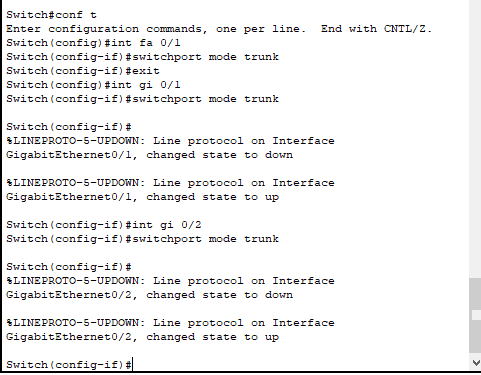 Switch#conf t
Enter configuration commands, one per line.  End with CNTL/Z.
Switch(config)#int fa 0/1
Switch(config-if)#switchport mode trunk
Switch(config-if)#exit
Switch(config)#int gi 0/1
Switch(config-if)#switchport mode trunk
Switch(config-if)#
%LINEPROTO-5-UPDOWN: Line protocol on Interface
GigabitEthernet0/1, changed state to down
%LINEPROTO-5-UPDOWN: Line protocol on Interface
GigabitEthernet0/1, changed state to up
Switch(config-if)#int gi 0/2
Switch(config-if)#switchport mode trunk
Switch(config-if)#
%LINEPROTO-5-UPDOWN: Line protocol on Interface
GigabitEthernet0/2, changed state to down
%LINEPROTO-5-UPDOWN: Line protocol on Interface
GigabitEthernet0/2, changed state to up
Switch(config-if)#